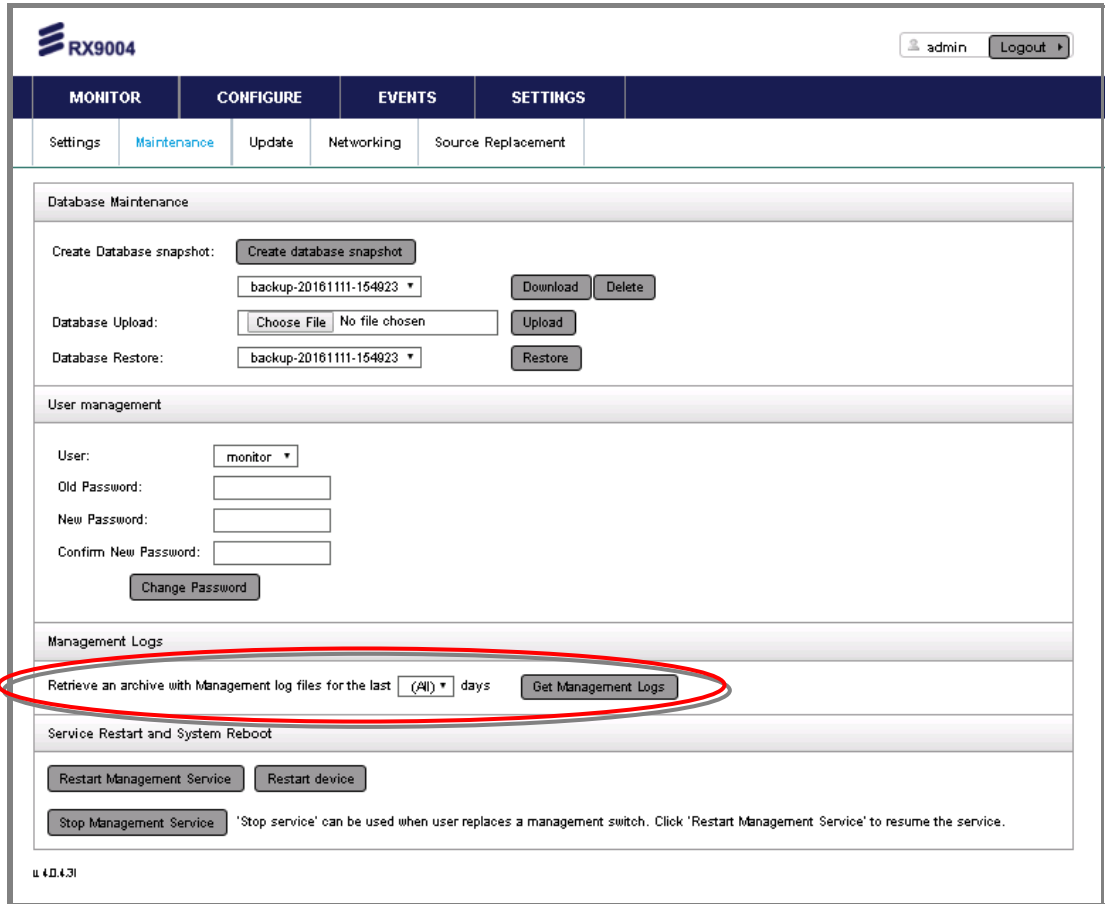 RX9004
admin Logout
MONITOR CONFIGURE EVENTS SETTINGS
Settings Maintenance Update Networking Source Replacement
Database Maintenance
Create Database snapshot: Create database snapshot
backup-20161111-154923 Download Delete
Database Upload: Choose File No file chosen Upload
Database Restore: backup-20161111-154923 Restore
User management
User: monitor
Old Password:
New Password:
Confirm New Password:
Change Password
Management Logs
Retrieve an archive with Management log files for the last (All) days Get Management Logs
Service Restart and System Reboot
Restart Management Service Restart device
Stop Management Service 'Stop service' can be used when user replaces a management switch. Click 'Restart Management Service' to resume the service.